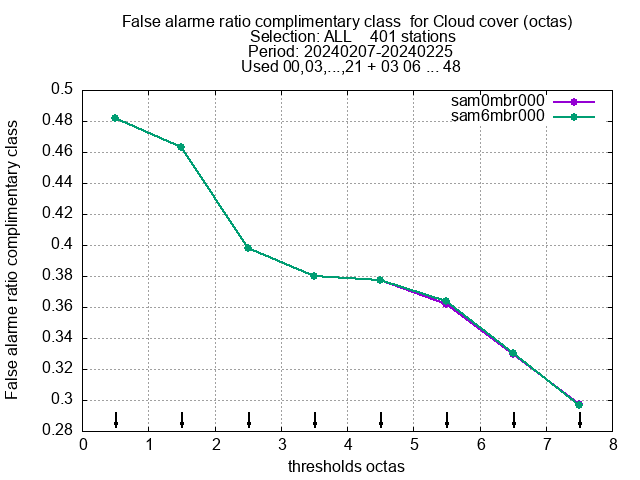 False alarme ratio complimentary class  for Cloud cover (octas)
Selection: ALL    401 stations
Period: 20240207-20240225
Used 00,03,...,21 + 03 06 ... 48
sam0mbr000
sam6mbr000
False alarme ratio complimentary class
0.5
0.48
0.46
0.44
0.42
0.4
0.38
0.36
0.34
0.32
0.3
0.28
0 1 2 3 4 5 6 7 8
thresholds octas